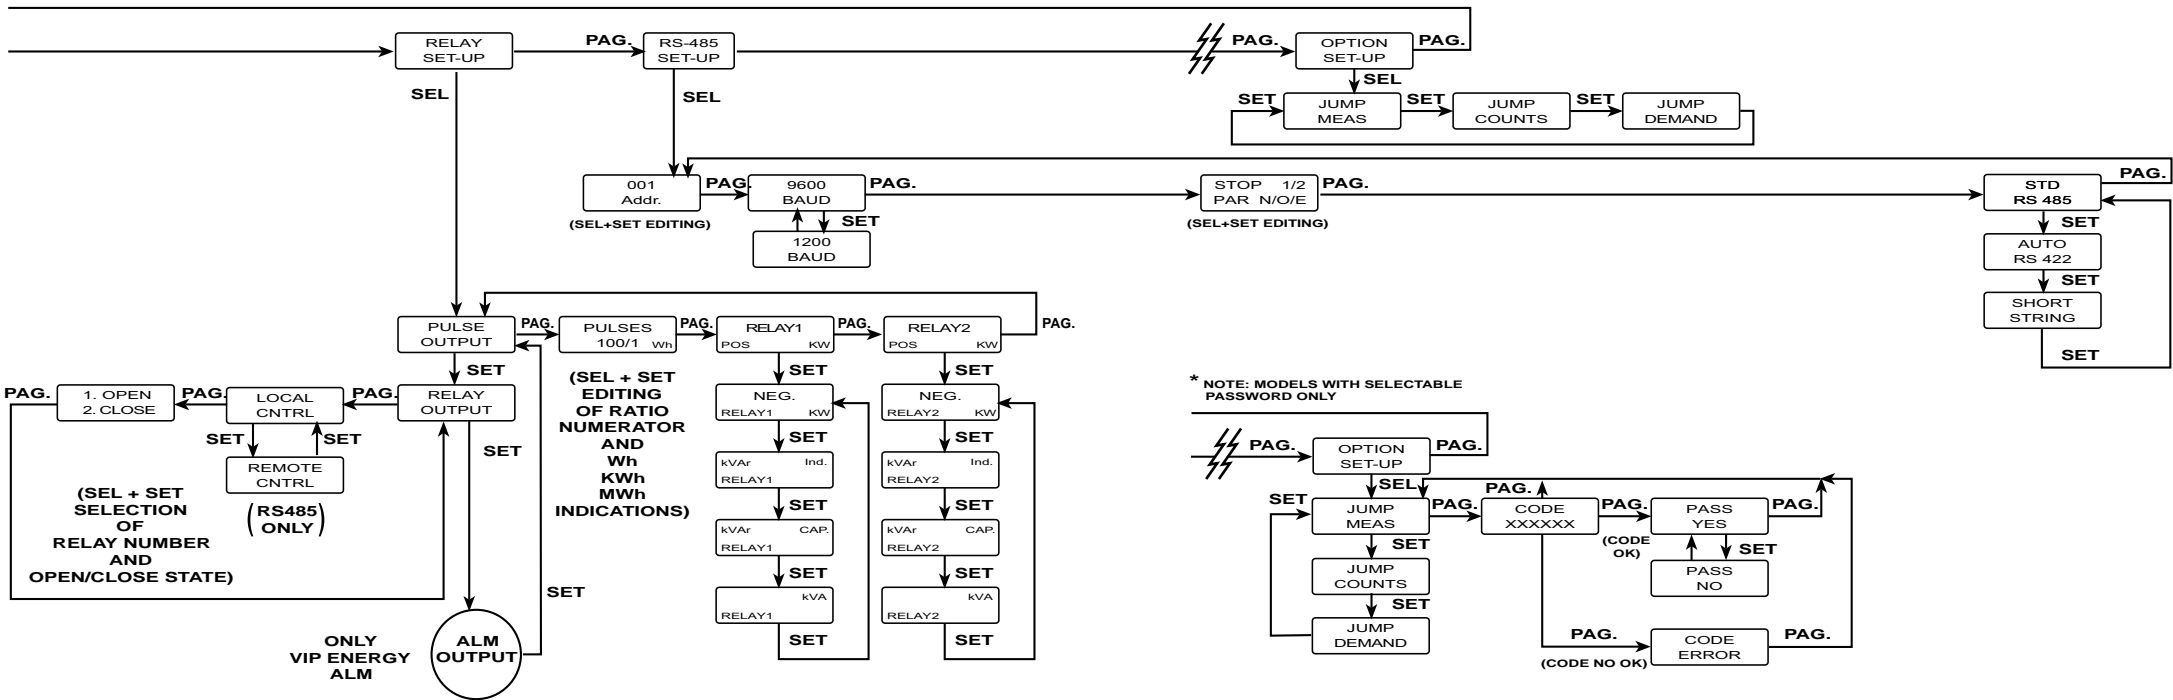 RELAY
SET-UP
PAG.
RS-485
SET-UP
PAG.
OPTION
SET-UP
PAG.
SEL
SEL
SEL
SET
JUMP
MEAS
SET
JUMP
COUNTS
SET
JUMP
DEMAND
001
Addr.
(SEL+SET EDITING)
PAG.
9600
BAUD
PAG.
SET
1200
BAUD
STOP 1/2
PAR N/O/E
(SEL+SET EDITING)
PAG.
STD
RS 485
PAG.
SET
AUTO
RS 422
SET
SHORT
STRING
SET
PULSE
OUTPUT
PAG.
PULSES
100/1 Wh
PAG.
RELAY1
POS KW
PAG.
RELAY2
POS KW
PAG.
SET
PAG.
1. OPEN
2. CLOSE
PAG.
LOCAL
CNTRL
PAG.
RELAY
OUTPUT
SET
SET
REMOTE
CNTRL
(RS485
ONLY)
SET
(SEL + SET
SELECTION
OF
RELAY NUMBER
AND
OPEN/CLOSE STATE)
SET
ONLY
VIP ENERGY
ALM
ALM
OUTPUT
(SEL + SET
EDITING
OF RATIO
NUMERATOR
AND
Wh
KWh
MWh
INDICATIONS)
SET
NEG.
RELAY1 KW
SET
kVAr Ind.
RELAY1
SET
kVAr CAP.
RELAY1
SET
kVA
RELAY1
SET
SET
NEG.
RELAY2 KW
SET
kVAr Ind.
RELAY2
SET
kVAr CAP.
RELAY2
SET
kVA
RELAY2
SET
* NOTE: MODELS WITH SELECTABLE
PASSWORD ONLY
PAG.
OPTION
SET-UP
PAG.
SEL
SET
JUMP
MEAS
PAG.
PAG.
CODE
XXXXXX
PAG.
(CODE
OK)
PASS
YES
PAG.
SET
PASS
NO
SET
JUMP
COUNTS
SET
JUMP
DEMAND
PAG.
(CODE NO OK)
CODE
ERROR
PAG.